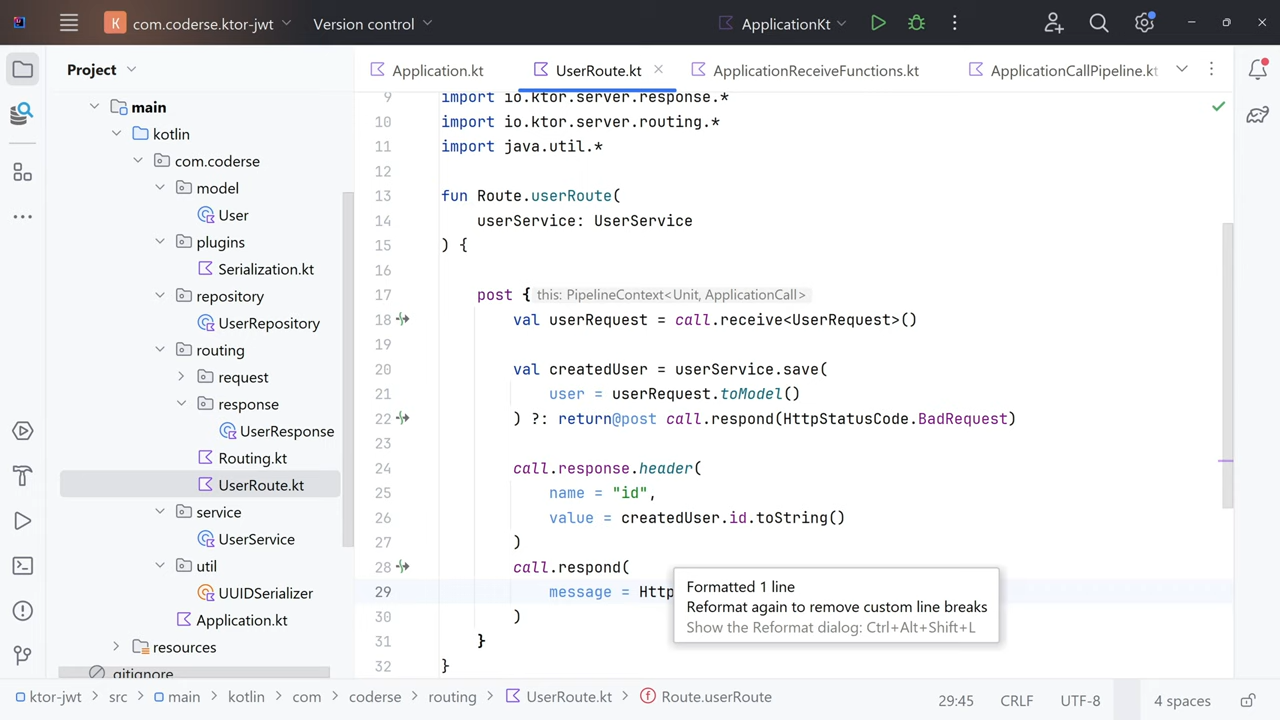 K com.coderse.ktor-jwt Version control ApplicationKt
Project
main
kotlin
com.coderse
model
User
plugins
Serialization.kt
repository
UserRepository
routing
request
response
UserResponse
Routing.kt
UserRoute.kt
service
UserService
util
UUIDSerializer
Application.kt
resources
.gitignore
Application.kt UserRoute.kt ApplicationReceiveFunctions.kt ApplicationCallPipeline.kt
9 import io.ktor.server.response.*
10 import io.ktor.server.routing.*
11 import java.util.*
12
13 fun Route.userRoute(
14 userService: UserService
15 ) {
16
17 post { this: PipelineContext<Unit, ApplicationCall>
18 val userRequest = call.receive<UserRequest>()
19
20 val createdUser = userService.save(
21 user = userRequest.toModel()
22 ) ?: return@post call.respond(HttpStatusCode.BadRequest)
23
24 call.response.header(
25 name = "id",
26 value = createdUser.id.toString()
27 )
28 call.respond(
29 message = Http
30 )
31 }
32 }
Formatted 1 line
Reformat again to remove custom line breaks
Show the Reformat dialog: Ctrl+Alt+Shift+L
ktor-jwt > src > main > kotlin > com > coderse > routing > UserRoute.kt > f Route.userRoute 29:45 CRLF UTF-8 4 spaces